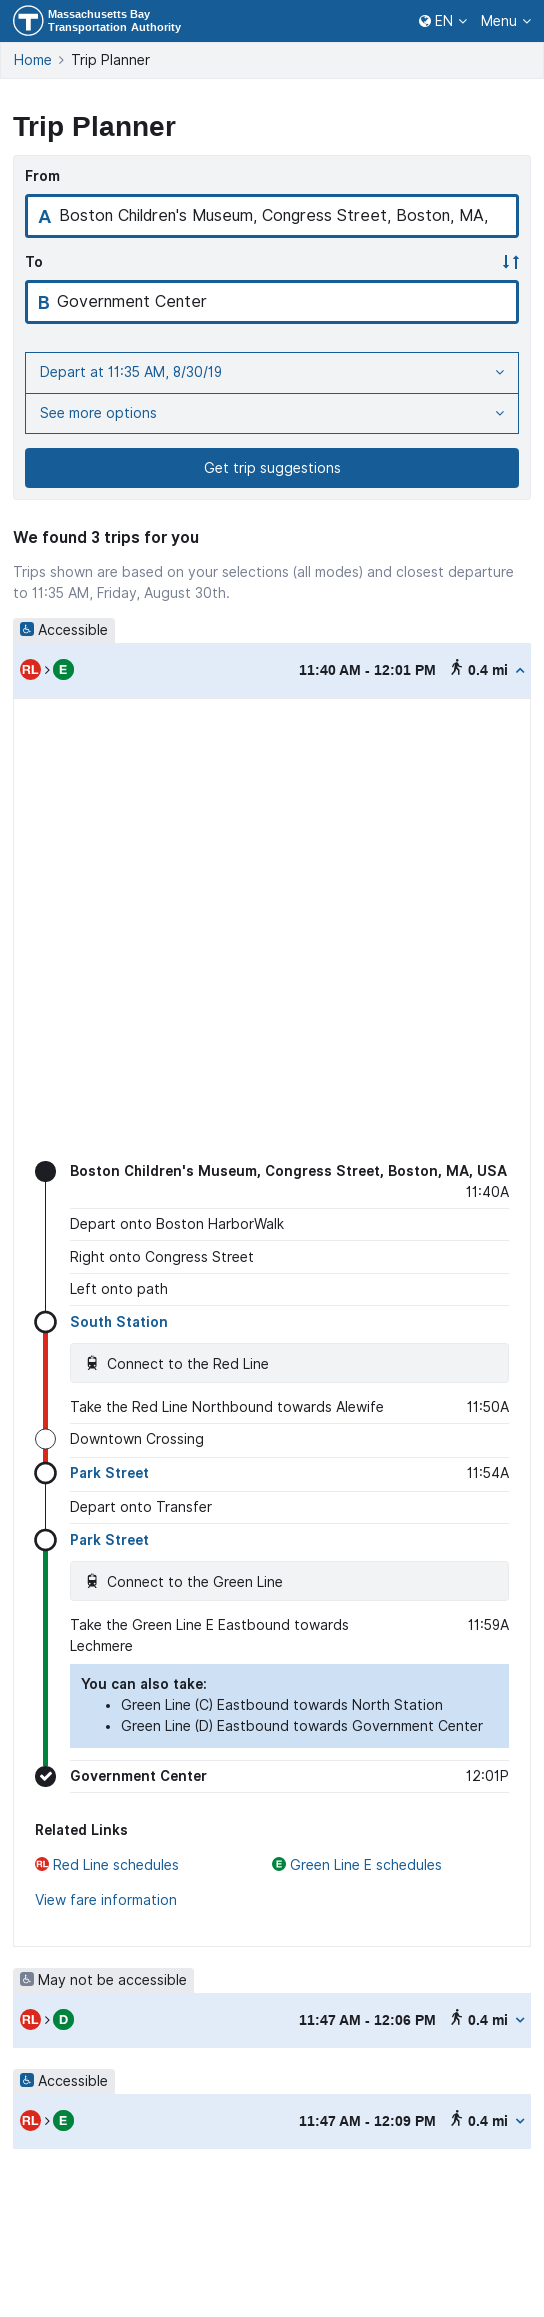 Massachusetts Bay
Transportation Authority
EN
Menu
Home
Trip Planner
Trip Planner
From
A Boston Children's Museum, Congress Street, Boston, MA,
To
B Government Center
Depart at 11:35 AM, 8/30/19
See more options
Get trip suggestions
We found 3 trips for you
Trips shown are based on your selections (all modes) and closest departure
to 11:35 AM, Friday, August 30th.
Accessible
RL E 11:40 AM - 12:01 PM 0.4 mi
Boston Children's Museum, Congress Street, Boston, MA, USA
11:40A
Depart onto Boston HarborWalk
Right onto Congress Street
Left onto path
South Station
Connect to the Red Line
Take the Red Line Northbound towards Alewife 11:50A
Downtown Crossing
Park Street 11:54A
Depart onto Transfer
Park Street
Connect to the Green Line
Take the Green Line E Eastbound towards 11:59A
Lechmere
You can also take:
• Green Line (C) Eastbound towards North Station
• Green Line (D) Eastbound towards Government Center
Government Center 12:01P
Related Links
RL Red Line schedules
E Green Line E schedules
View fare information
May not be accessible
RL D 11:47 AM - 12:06 PM 0.4 mi
Accessible
RL E 11:47 AM - 12:09 PM 0.4 mi